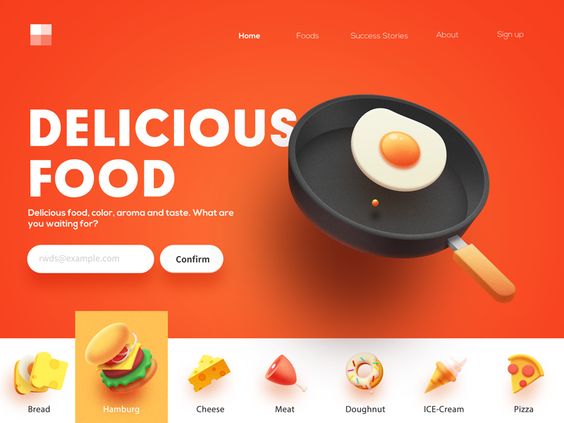 Home Foods Success Stories About Sign up
DELICIOUS
FOOD
Delicious food, color, aroma and taste. What are
you waiting for?
rwds@example.com Confirm
Bread Hamburg Cheese Meat Doughnut ICE-Cream Pizza